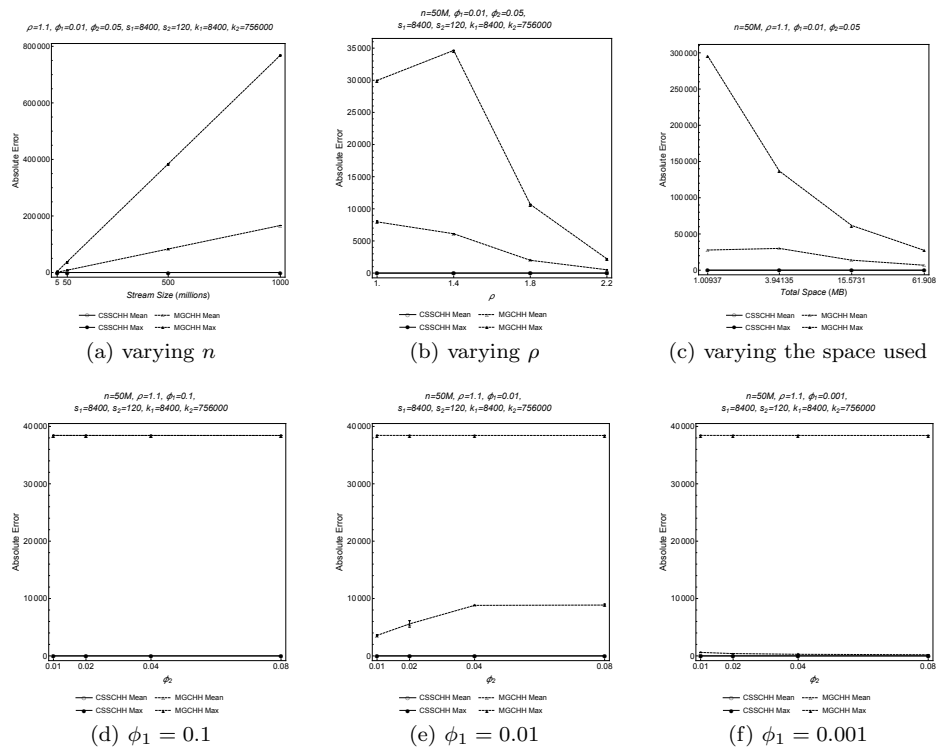 ρ=1.1, ϕ1=0.01, ϕ2=0.05, s1=8400, s2=120, k1=8400, k2=756000
800000
600000
400000
200000
0
Absolute Error
5 50 500 1000
Stream Size (millions)
CSSCHH Mean MGCHH Mean
CSSCHH Max MGCHH Max
(a) varying n
n=50M, ϕ1=0.01, ϕ2=0.05,
s1=8400, s2=120, k1=8400, k2=756000
35000
30000
25000
20000
15000
10000
5000
0
Absolute Error
1. 1.4 1.8 2.2
ρ
CSSCHH Mean MGCHH Mean
CSSCHH Max MGCHH Max
(b) varying ρ
n=50M, ρ=1.1, ϕ1=0.01, ϕ2=0.05
300000
250000
200000
150000
100000
50000
0
Absolute Error
1.00937 3.94135 15.5731 61.908
Total Space (MB)
CSSCHH Mean MGCHH Mean
CSSCHH Max MGCHH Max
(c) varying the space used
n=50M, ρ=1.1, ϕ1=0.1,
s1=8400, s2=120, k1=8400, k2=756000
40000
30000
20000
10000
0
Absolute Error
0.01 0.02 0.04 0.08
ϕ2
CSSCHH Mean MGCHH Mean
CSSCHH Max MGCHH Max
(d) ϕ1 = 0.1
n=50M, ρ=1.1, ϕ1=0.01,
s1=8400, s2=120, k1=8400, k2=756000
40000
30000
20000
10000
0
Absolute Error
0.01 0.02 0.04 0.08
ϕ2
CSSCHH Mean MGCHH Mean
CSSCHH Max MGCHH Max
(e) ϕ1 = 0.01
n=50M, ρ=1.1, ϕ1=0.001,
s1=8400, s2=120, k1=8400, k2=756000
40000
30000
20000
10000
0
Absolute Error
0.01 0.02 0.04 0.08
ϕ2
CSSCHH Mean MGCHH Mean
CSSCHH Max MGCHH Max
(f) ϕ1 = 0.001